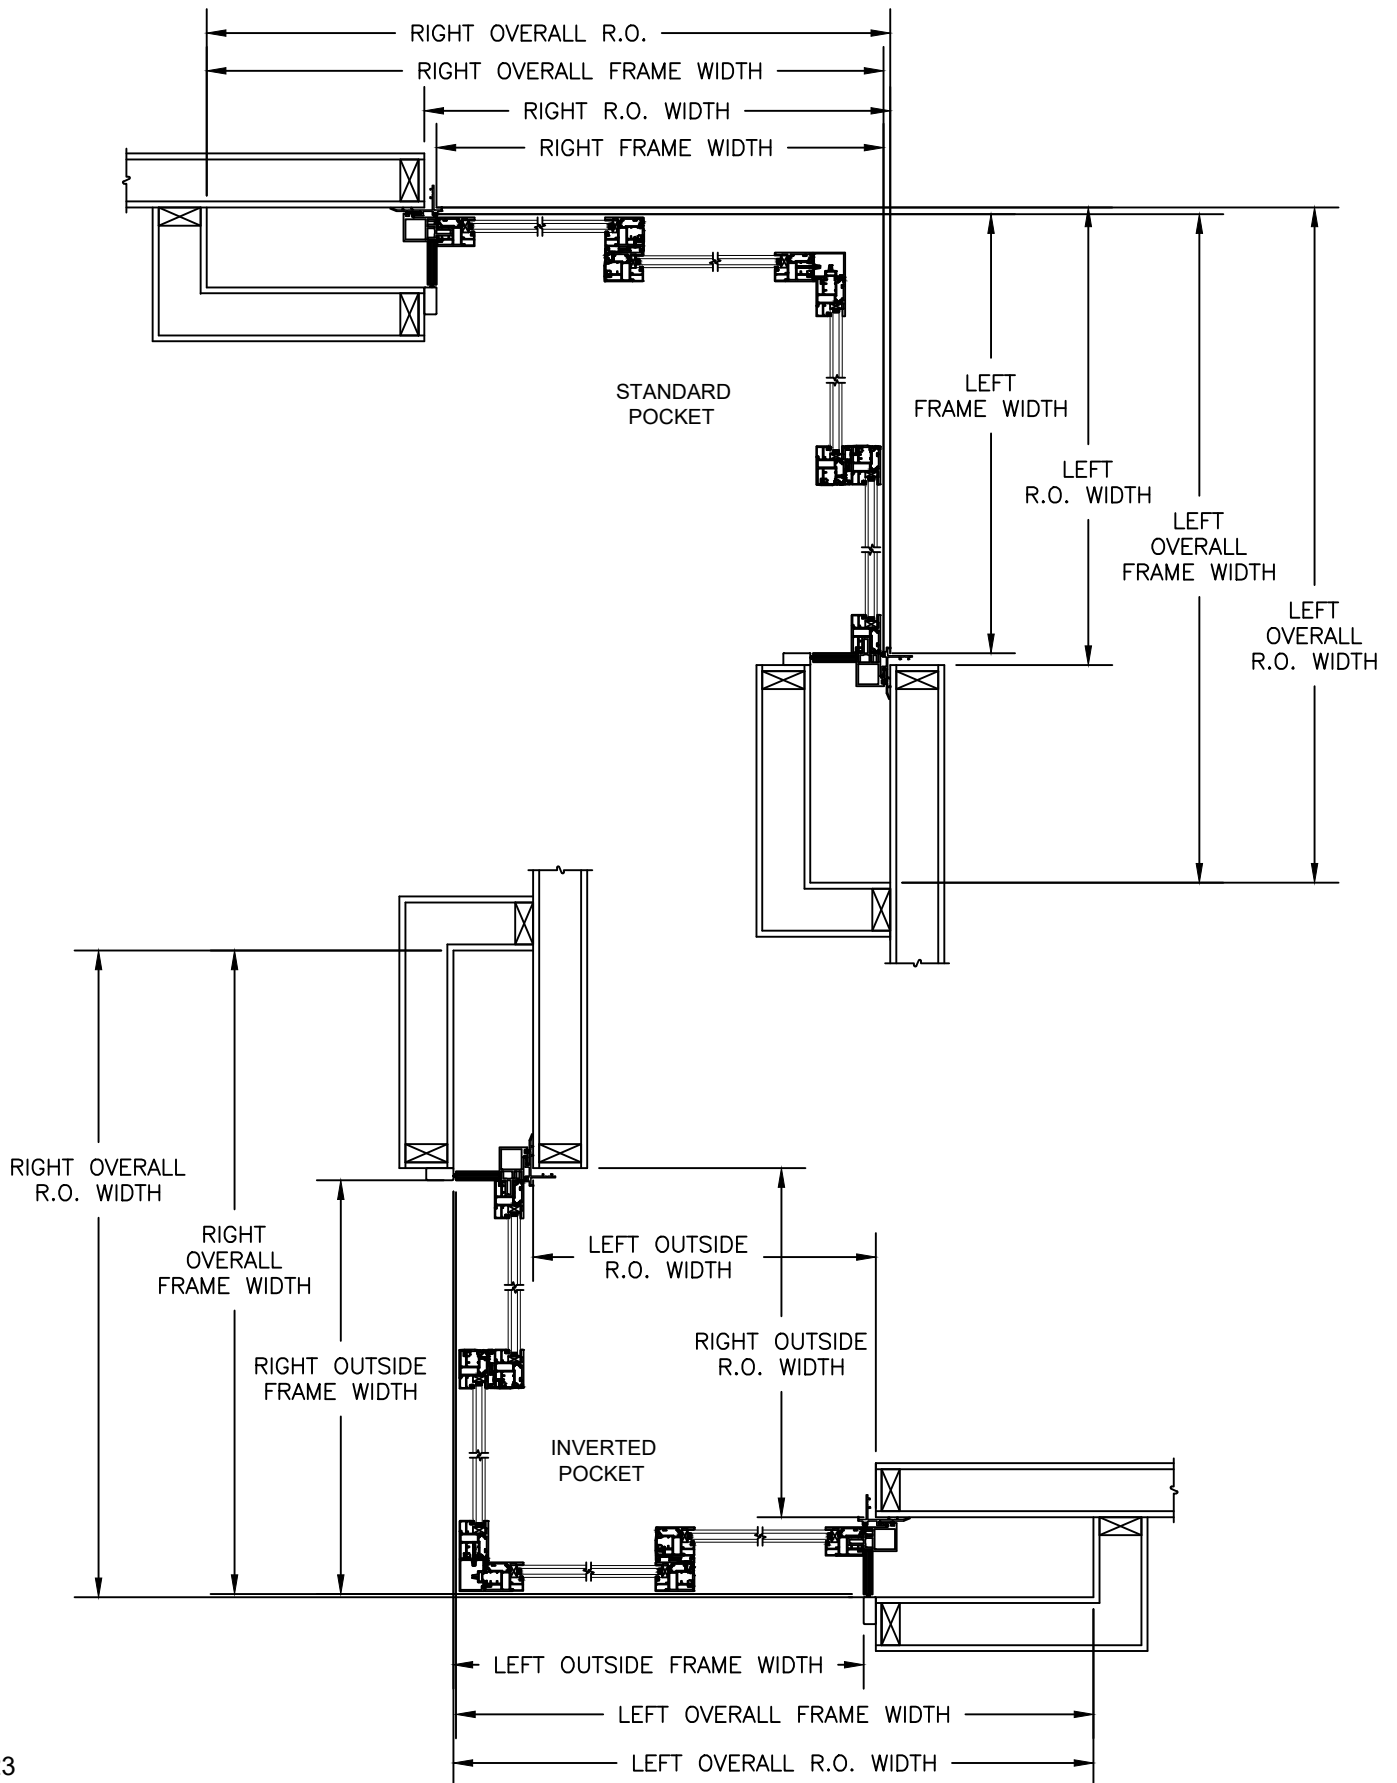 RIGHT OVERALL R.O.
RIGHT OVERALL FRAME WIDTH
RIGHT R.O. WIDTH
RIGHT FRAME WIDTH
STANDARD
POCKET
LEFT
FRAME WIDTH
LEFT
R.O. WIDTH
LEFT
OVERALL
FRAME WIDTH
LEFT
OVERALL
R.O. WIDTH
RIGHT OVERALL
R.O. WIDTH
RIGHT
OVERALL
FRAME WIDTH
RIGHT OUTSIDE
FRAME WIDTH
LEFT OUTSIDE
R.O. WIDTH
RIGHT OUTSIDE
R.O. WIDTH
INVERTED
POCKET
LEFT OUTSIDE FRAME WIDTH
LEFT OVERALL FRAME WIDTH
LEFT OVERALL R.O. WIDTH